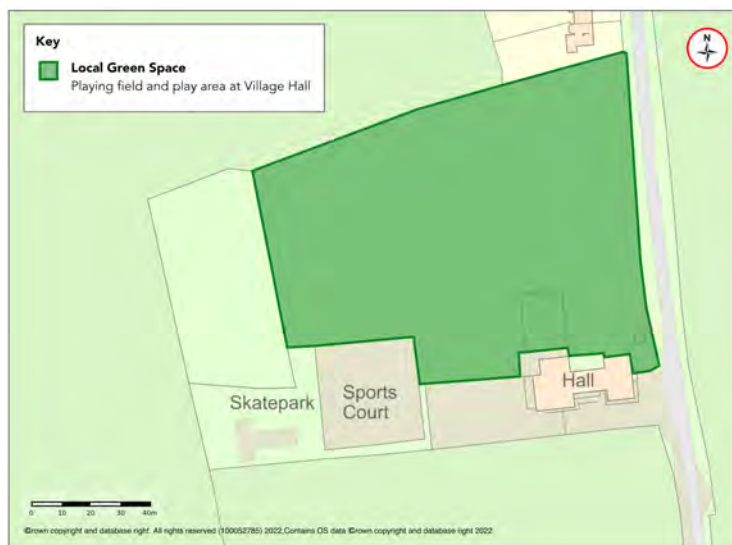 Key
Local Green Space
Playing field and play area at Village Hall
N
Hall
Skatepark
Sports
Court
0 10 20 30 40m
©rown copyright and database right. All rights reserved (100052785) 2022,Contains OS data ©rown copyright and database right 2022